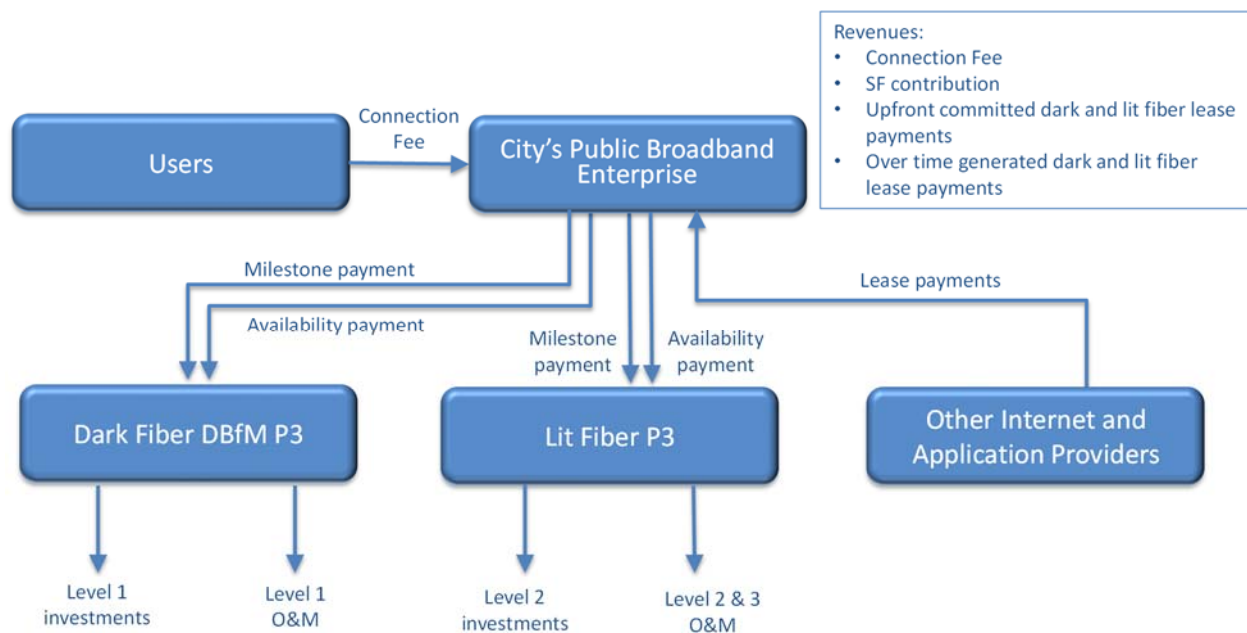 Revenues:
• Connection Fee
• SF contribution
• Upfront committed dark and lit fiber lease
payments
• Over time generated dark and lit fiber
lease payments
Users
Connection
Fee
City's Public Broadband
Enterprise
Milestone payment
Availability payment
Milestone
payment
Availability
payment
Lease payments
Dark Fiber DBfM P3
Lit Fiber P3
Other Internet and
Application Providers
Level 1
investments
Level 1
O&M
Level 2
investments
Level 2 & 3
O&M